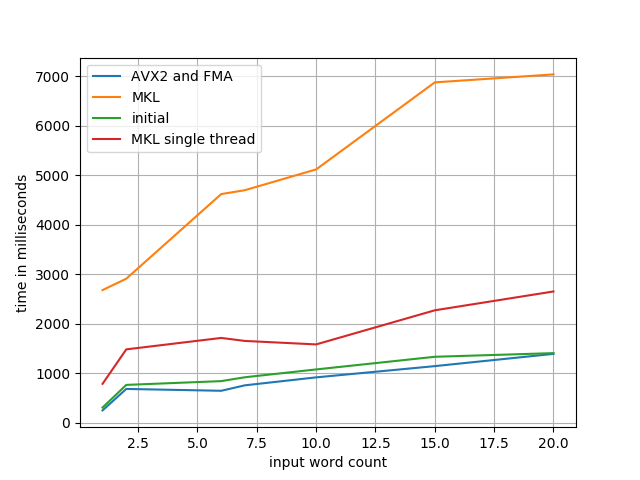 AVX2 and FMA
MKL
initial
MKL single thread
7000
6000
5000
4000
3000
2000
1000
0
time in milliseconds
2.5 5.0 7.5 10.0 12.5 15.0 17.5 20.0
input word count